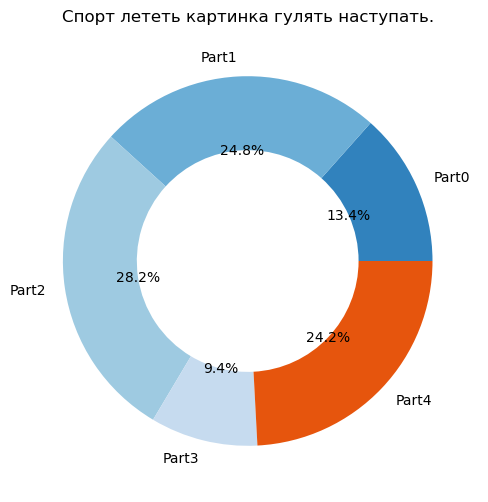 Спорт лететь картинка гулять наступать.
Part1
24.8%
Part0
13.4%
28.2%
Part2
24.2%
9.4%
Part4
Part3